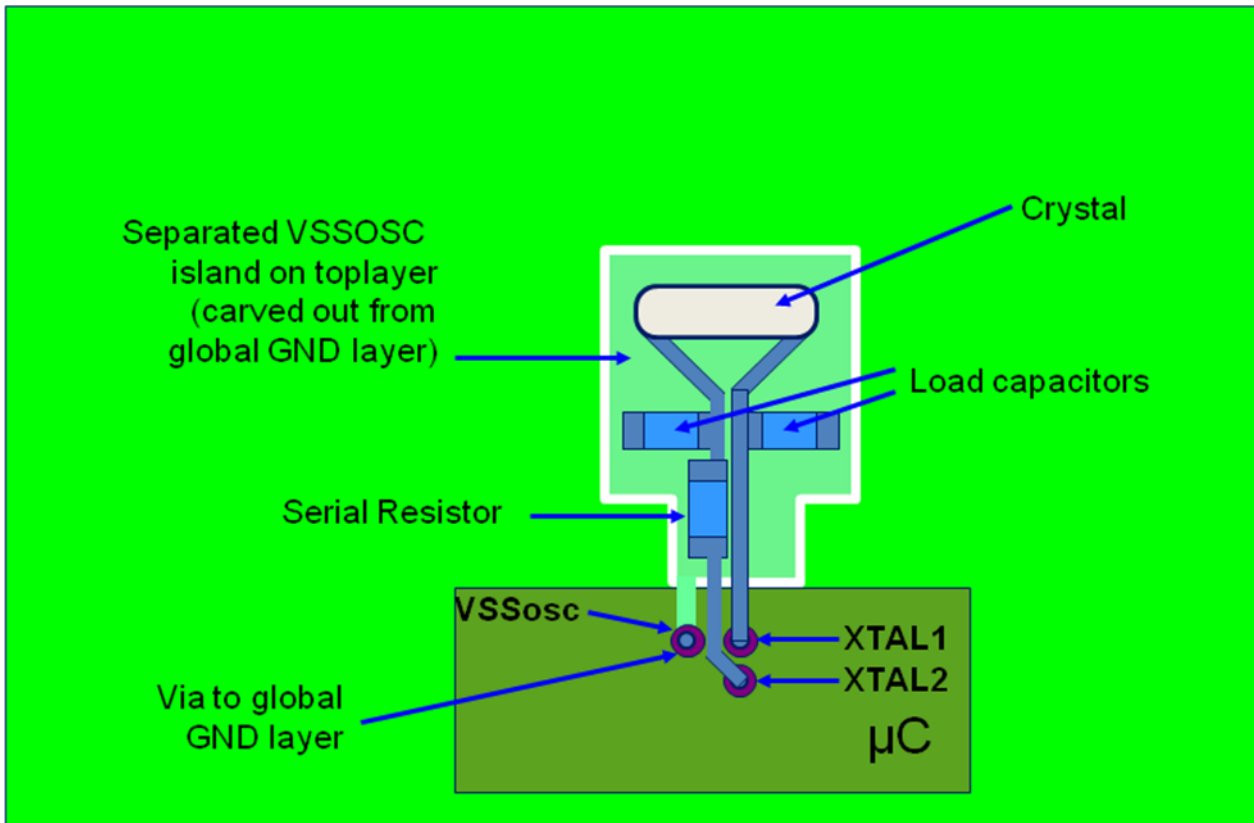 Crystal
Separated VSSOSC
island on toplayer
(carved out from
global GND layer)
Load capacitors
Serial Resistor
VSSosc
XTAL1
XTAL2
Via to global
GND layer
µC